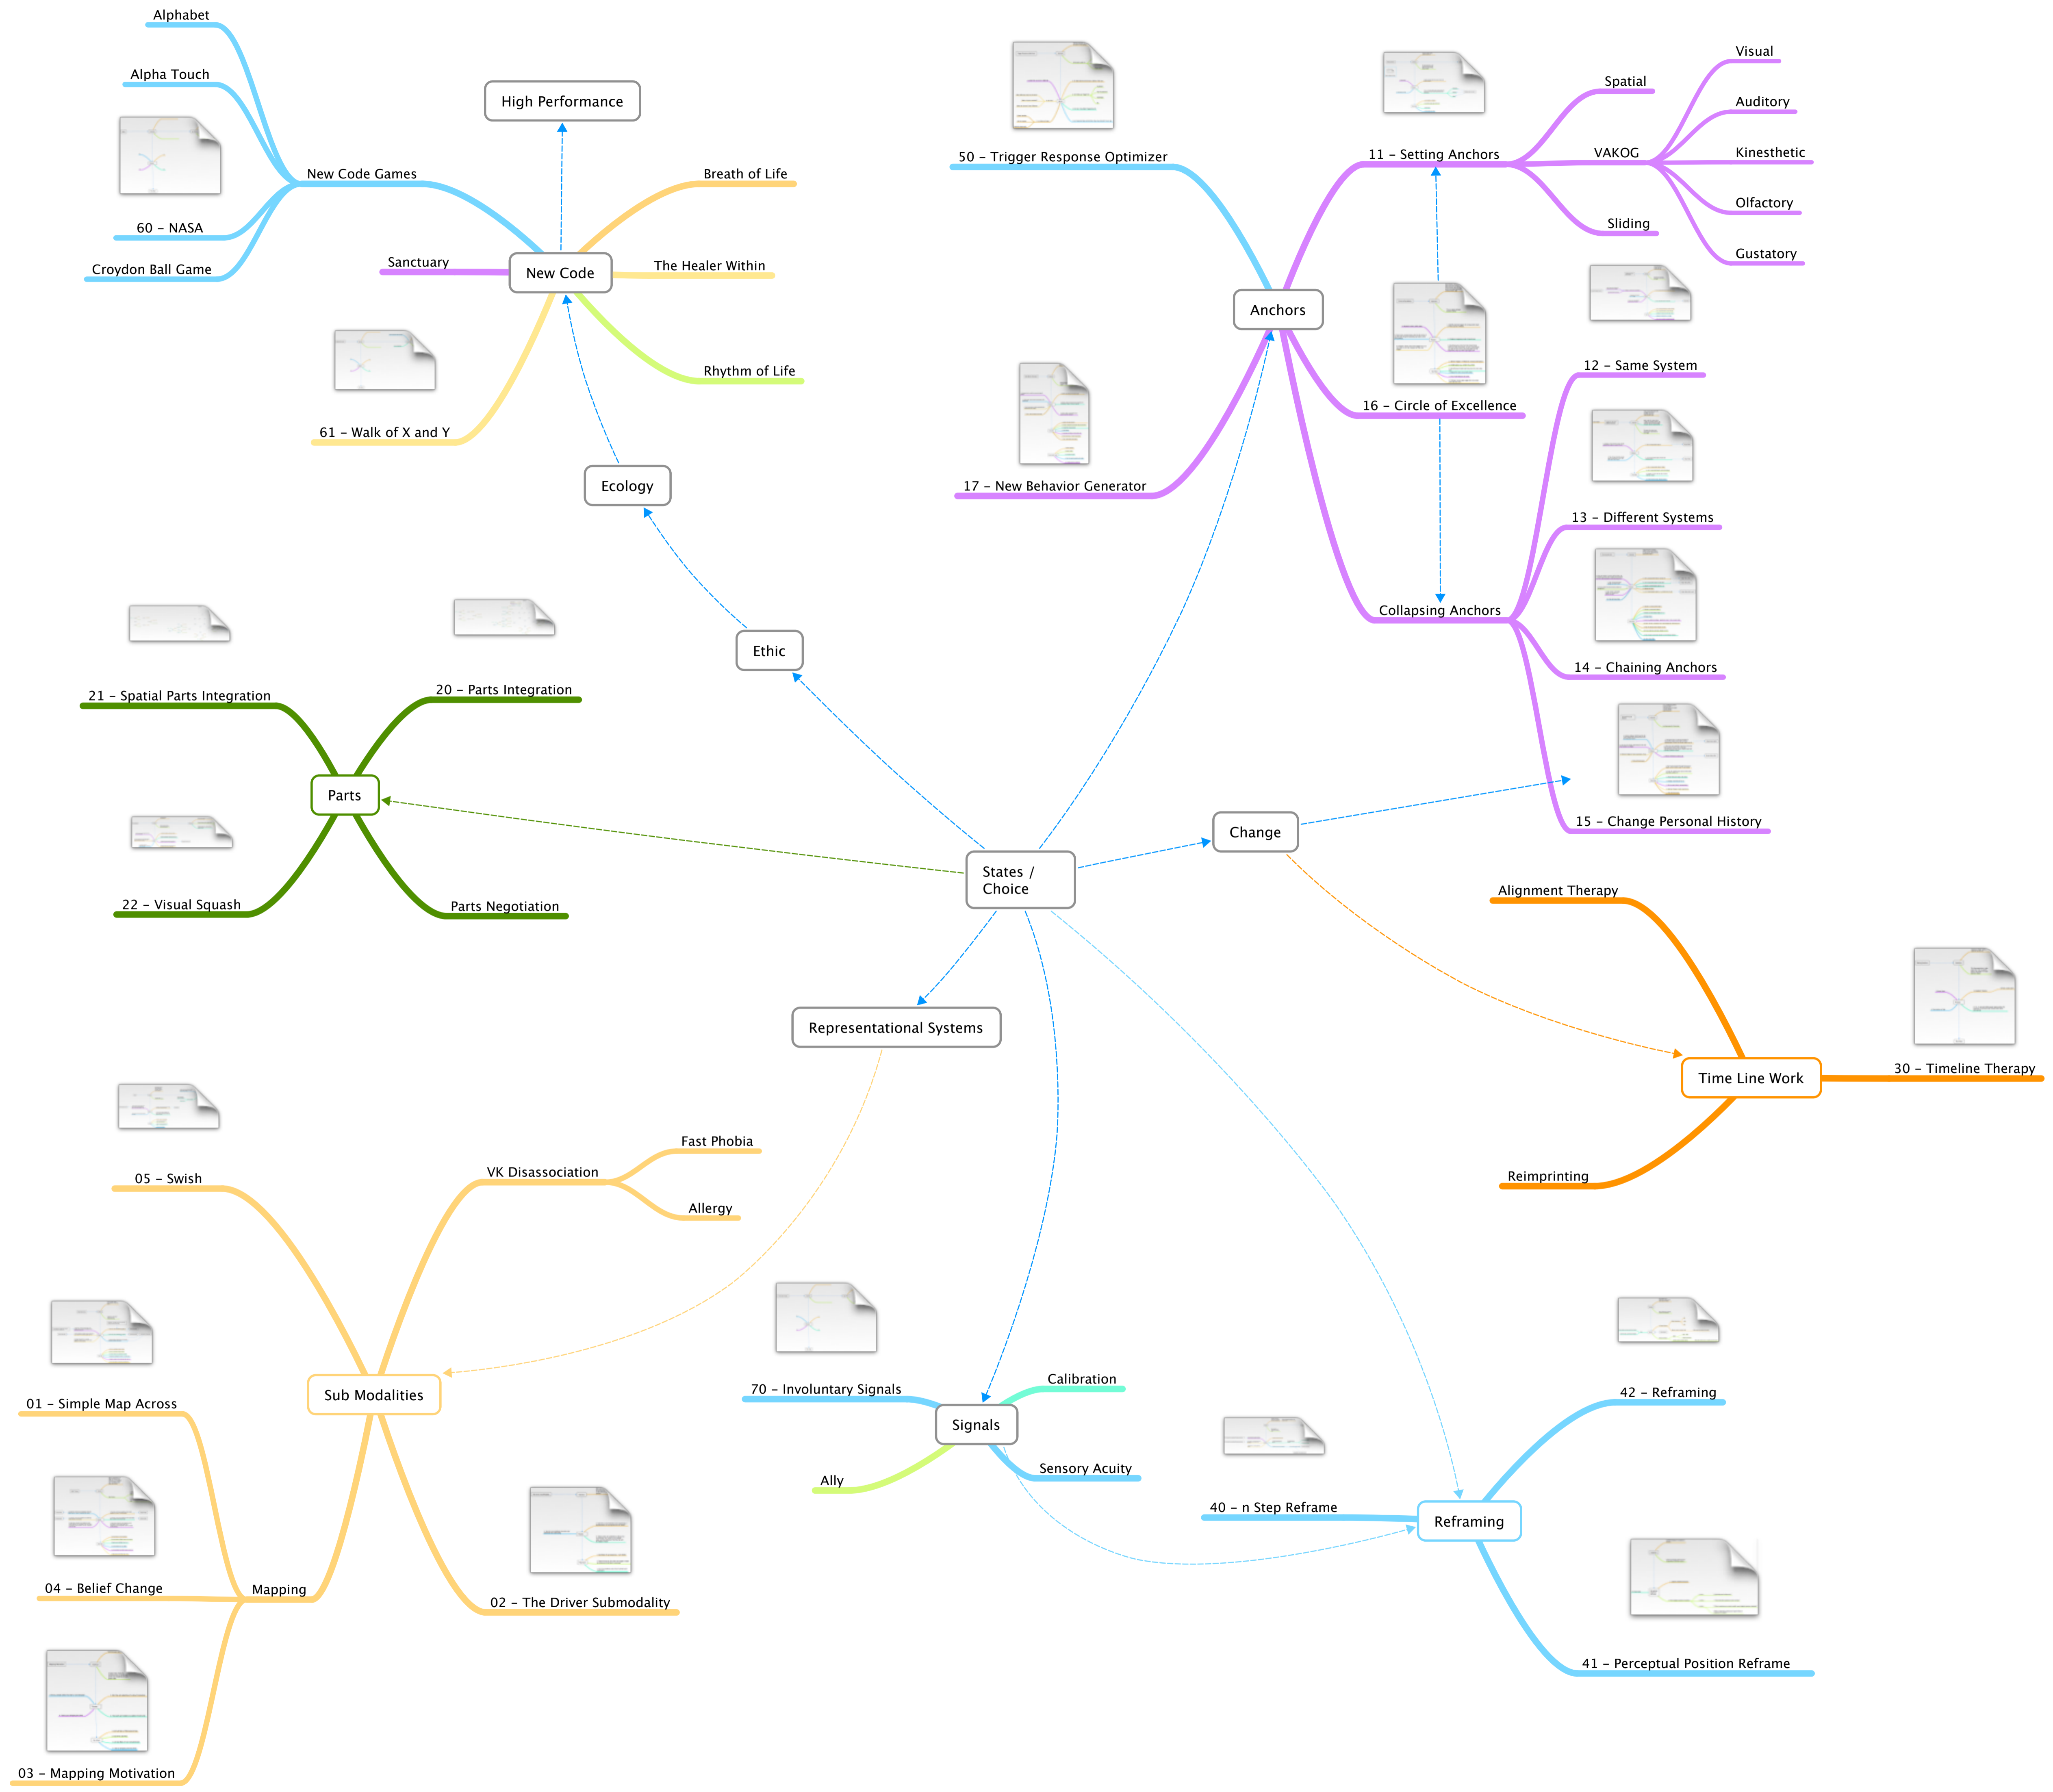 Alphabet
Alpha Touch
New Code Games
60 – NASA
Croydon Ball Game
High Performance
Breath of Life
Sanctuary
New Code
The Healer Within
Rhythm of Life
61 – Walk of X and Y
Ecology
Ethic
50 – Trigger Response Optimizer
Anchors
11 – Setting Anchors
Spatial
VAKOG
Sliding
Visual
Auditory
Kinesthetic
Olfactory
Gustatory
16 – Circle of Excellence
17 – New Behavior Generator
12 – Same System
13 – Different Systems
Collapsing Anchors
14 – Chaining Anchors
15 – Change Personal History
21 – Spatial Parts Integration
20 – Parts Integration
Parts
22 – Visual Squash
Parts Negotiation
States /
Choice
Change
Alignment Therapy
Time Line Work
30 – Timeline Therapy
Reimprinting
Representational Systems
Fast Phobia
VK Disassociation
Allergy
05 – Swish
Sub Modalities
01 – Simple Map Across
04 – Belief Change
Mapping
03 – Mapping Motivation
02 – The Driver Submodality
70 – Involuntary Signals
Calibration
Signals
Ally
Sensory Acuity
42 – Reframing
40 – n Step Reframe
Reframing
41 – Perceptual Position Reframe